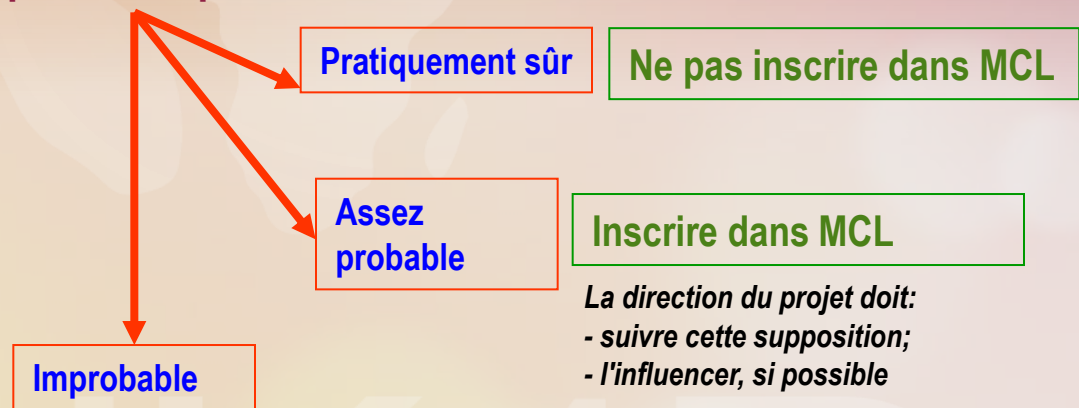 Pratiquement sûr
Ne pas inscrire dans MCL
Assez
probable
Inscrire dans MCL
La direction du projet doit:
- suivre cette supposition;
- l'influencer, si possible
Improbable